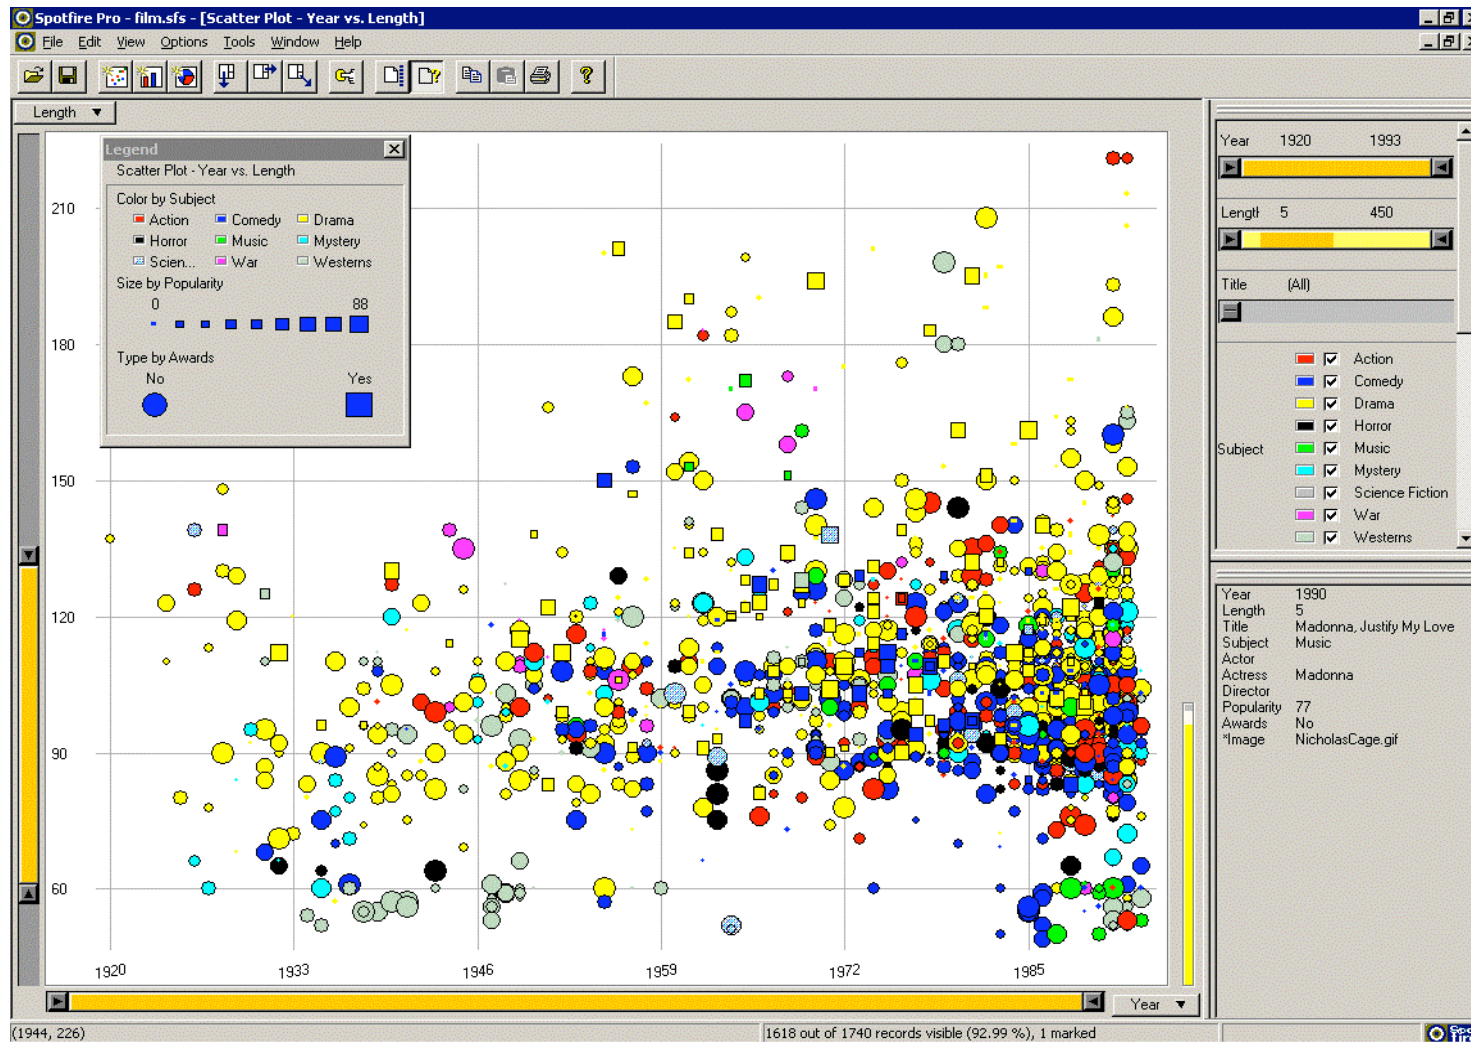 Spotfire Pro - film.sfs - [Scatter Plot - Year vs. Length]
File Edit View Options Tools Window Help
Length
Legend
Scatter Plot - Year vs. Length
Color by Subject
Action Comedy Drama
Horror Music Mystery
Scien... War Westerns
Size by Popularity
0 88
Type by Awards
No Yes
210
180
150
120
90
60
1920 1933 1946 1959 1972 1985
Year
Year 1920 1993
Length 5 450
Title (All)
Subject
Action
Comedy
Drama
Horror
Music
Mystery
Science Fiction
War
Westerns
Year 1990
Length 5
Title Madonna, Justify My Love
Subject Music
Actor
Actress Madonna
Director
Popularity 77
Awards No
*Image NicholasCage.gif
(1944, 226)
1618 out of 1740 records visible (92.99 %), 1 marked